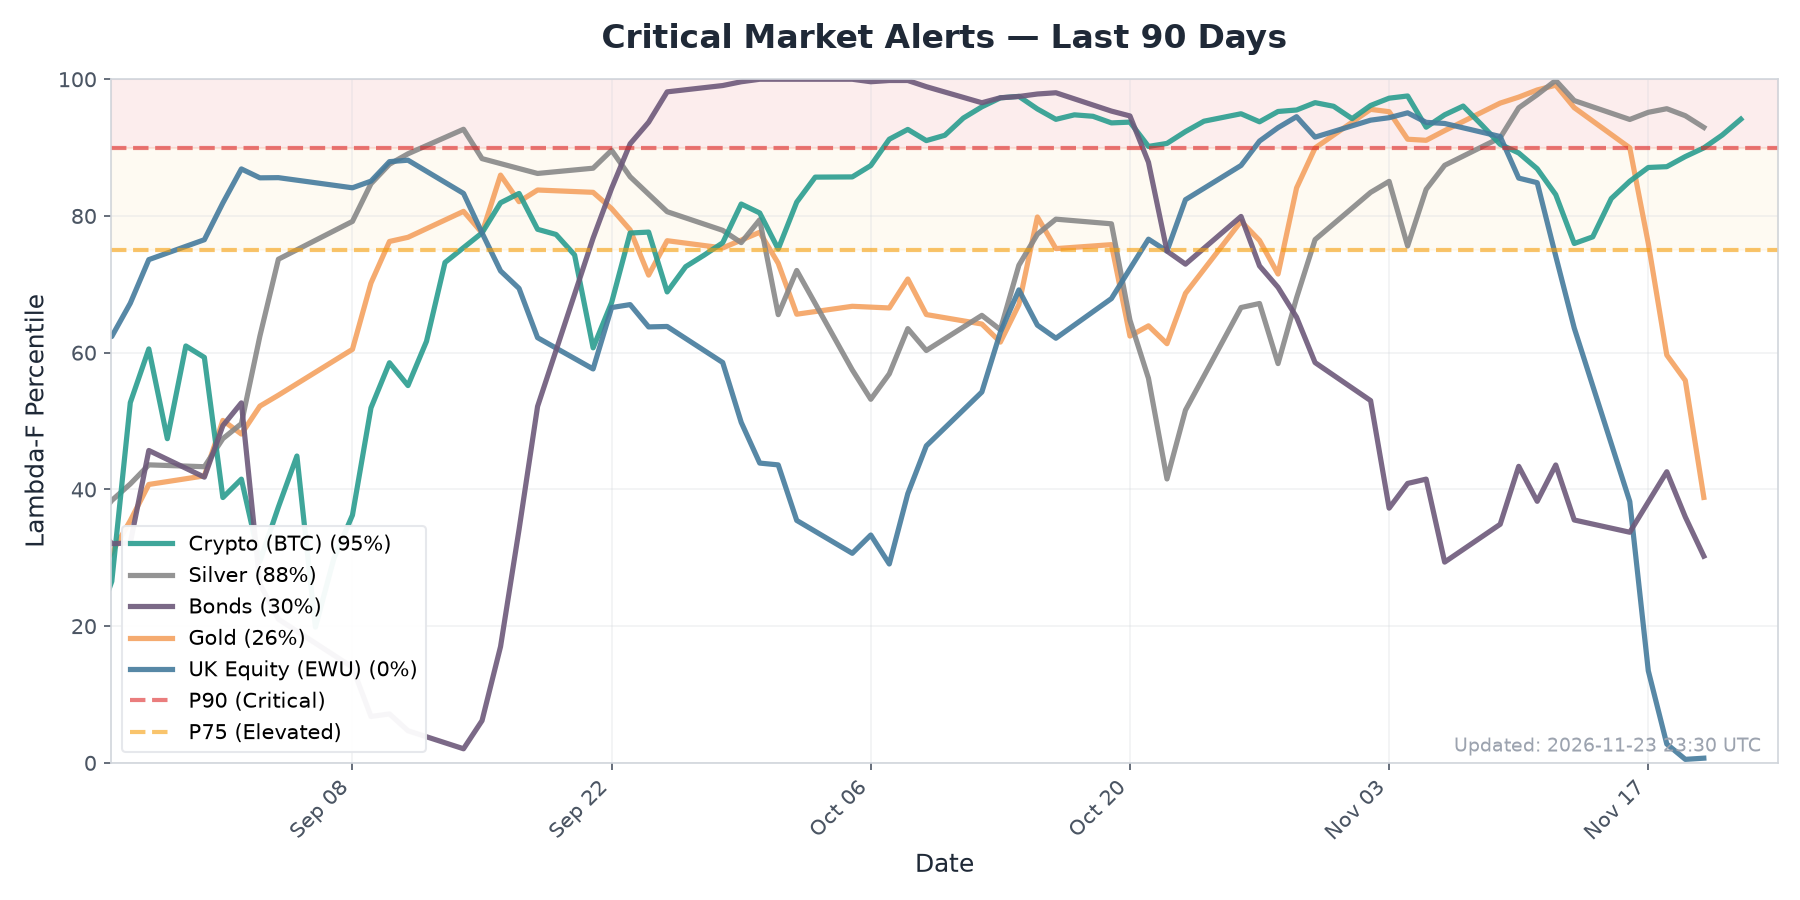 Critical Market Alerts — Last 90 Days
Lambda-F Percentile
100
80
60
40
20
0
Crypto (BTC) (95%)
Silver (88%)
Bonds (30%)
Gold (26%)
UK Equity (EWU) (0%)
P90 (Critical)
P75 (Elevated)
Updated: 2026-11-23 23:30 UTC
Sep 08
Sep 22
Oct 06
Oct 20
Nov 03
Nov 17
Date